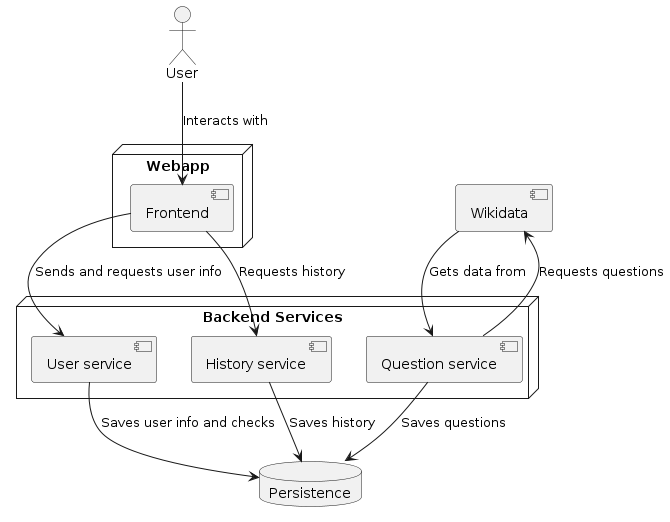 User
Interacts with
Webapp
Frontend
Wikidata
Sends and requests user info
Requests history
Gets data from
Requests questions
Backend Services
User service
History service
Question service
Saves user info and checks
Saves history
Saves questions
Persistence